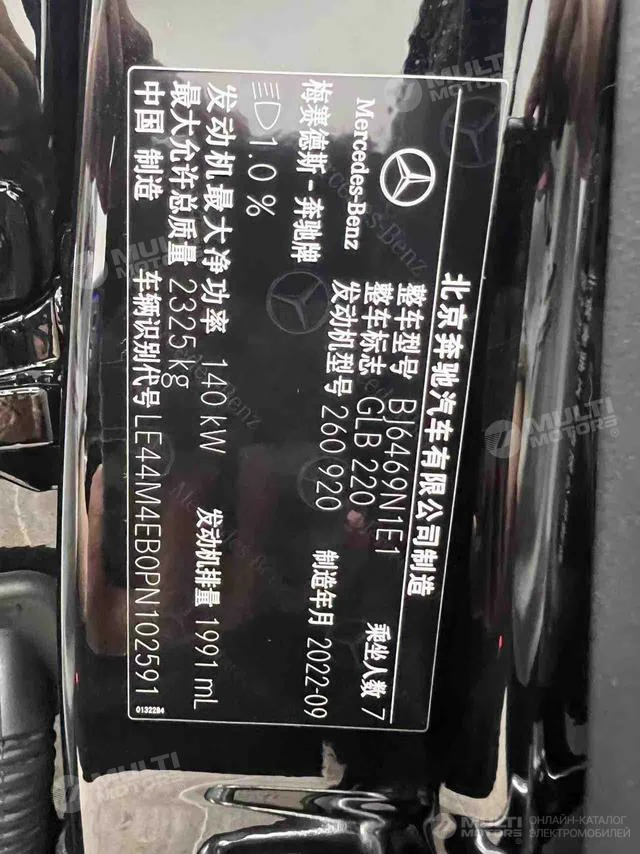 北京奔驰汽车有限公司制造
Mercedes-Benz
梅赛德斯-奔驰牌
整车型号 BJ6469N1E1 乘坐人数 7
整车标志 GLB 220
发动机型号 260 920 制造年月 2022-09
1.0 %
发动机最大净功率 140 kW 发动机排量 1991 mL
最大允许总质量 2325 kg
中国 制造 车辆识别代号 LE44M4EB0PN102591
0132284
MULTI MOTORS
ОНЛАЙН-КАТАЛОГ
ЭЛЕКТРОМОБИЛЕЙ